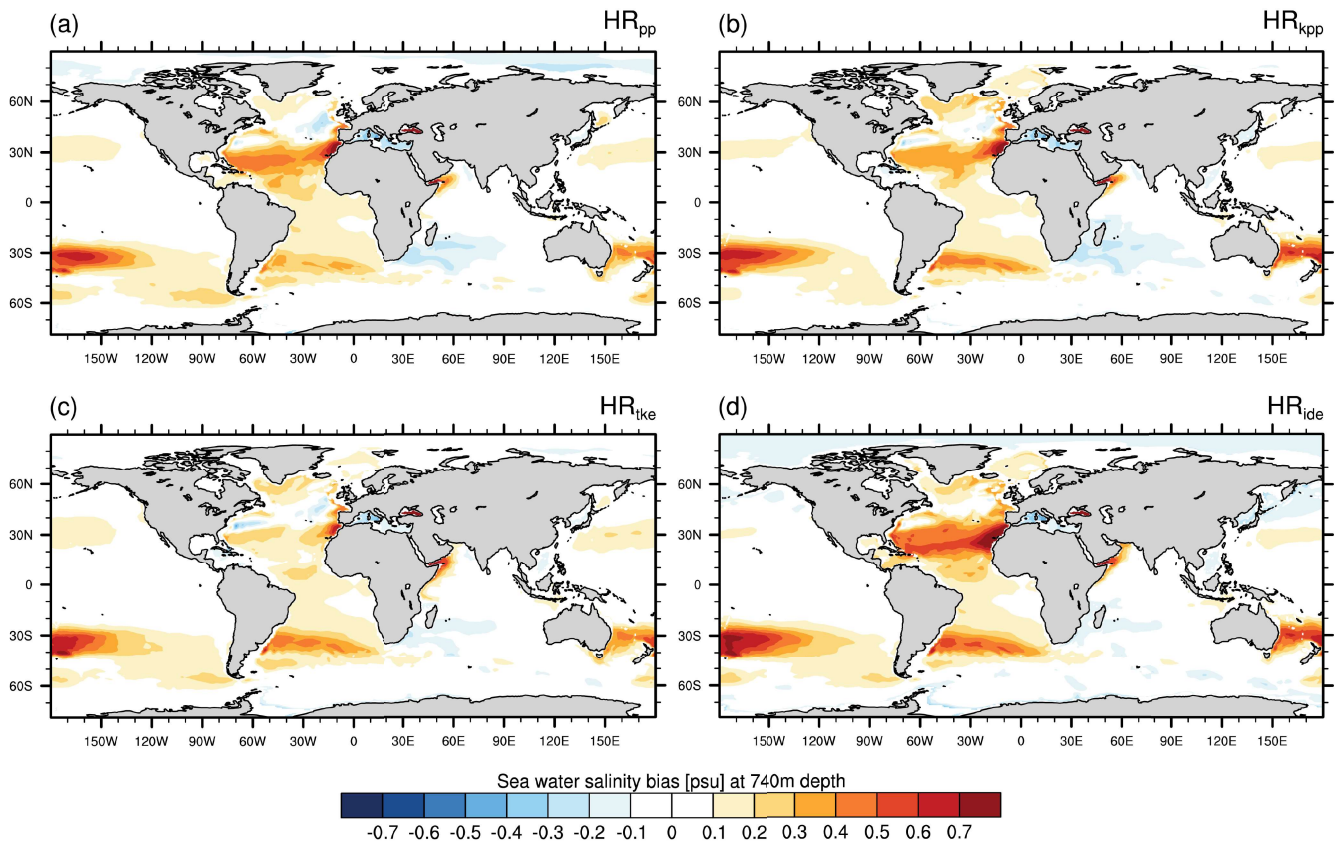 (a) HR_pp (b) HR_kpp
60N 60N
30N 30N
0 0
30S 30S
60S 60S
150W 120W 90W 60W 30W 0 30E 60E 90E 120E 150E 150W 120W 90W 60W 30W 0 30E 60E 90E 120E 150E
(c) HR_tke (d) HR_ide
60N 60N
30N 30N
0 0
30S 30S
60S 60S
150W 120W 90W 60W 30W 0 30E 60E 90E 120E 150E 150W 120W 90W 60W 30W 0 30E 60E 90E 120E 150E
Sea water salinity bias [psu] at 740m depth
-0.7 -0.6 -0.5 -0.4 -0.3 -0.2 -0.1 0 0.1 0.2 0.3 0.4 0.5 0.6 0.7